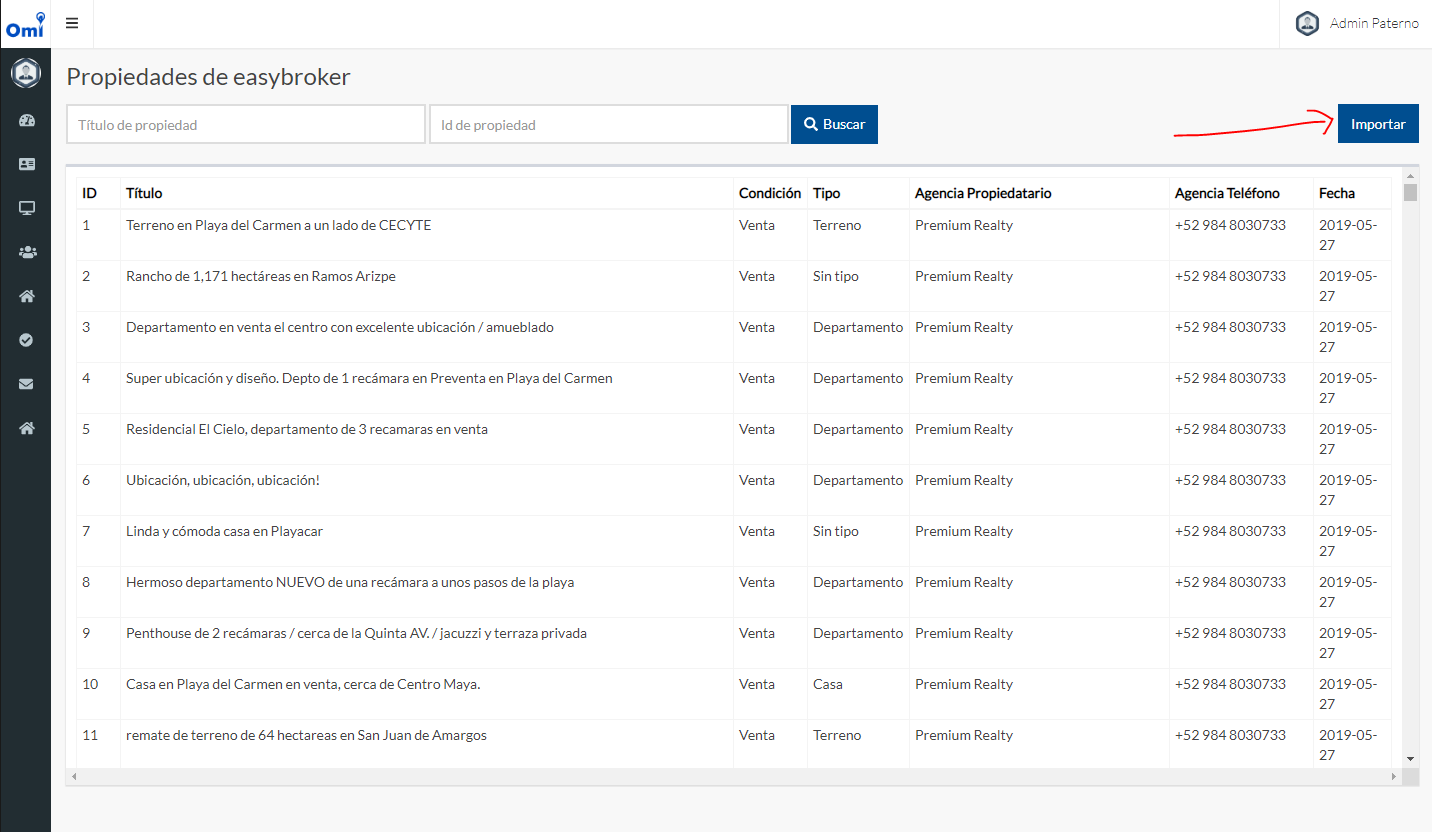 Omi
Admin Paterno
Propiedades de easybroker
Título de propiedad Id de propiedad Buscar Importar
ID Título Condición Tipo Agencia Propiedatario Agencia Teléfono Fecha
1 Terreno en Playa del Carmen a un lado de CECYTE Venta Terreno Premium Realty +52 984 8030733 2019-05-
27
2 Rancho de 1,171 hectáreas en Ramos Arizpe Venta Sin tipo Premium Realty +52 984 8030733 2019-05-
27
3 Departamento en venta el centro con excelente ubicación / amueblado Venta Departamento Premium Realty +52 984 8030733 2019-05-
27
4 Super ubicación y diseño. Depto de 1 recámara en Preventa en Playa del Carmen Venta Departamento Premium Realty +52 984 8030733 2019-05-
27
5 Residencial El Cielo, departamento de 3 recamaras en venta Venta Departamento Premium Realty +52 984 8030733 2019-05-
27
6 Ubicación, ubicación, ubicación! Venta Departamento Premium Realty +52 984 8030733 2019-05-
27
7 Linda y cómoda casa en Playacar Venta Sin tipo Premium Realty +52 984 8030733 2019-05-
27
8 Hermoso departamento NUEVO de una recámara a unos pasos de la playa Venta Departamento Premium Realty +52 984 8030733 2019-05-
27
9 Penthouse de 2 recámaras / cerca de la Quinta AV. / jacuzzi y terraza privada Venta Departamento Premium Realty +52 984 8030733 2019-05-
27
10 Casa en Playa del Carmen en venta, cerca de Centro Maya. Venta Casa Premium Realty +52 984 8030733 2019-05-
27
11 remate de terreno de 64 hectareas en San Juan de Amargos Venta Terreno Premium Realty +52 984 8030733 2019-05-
27